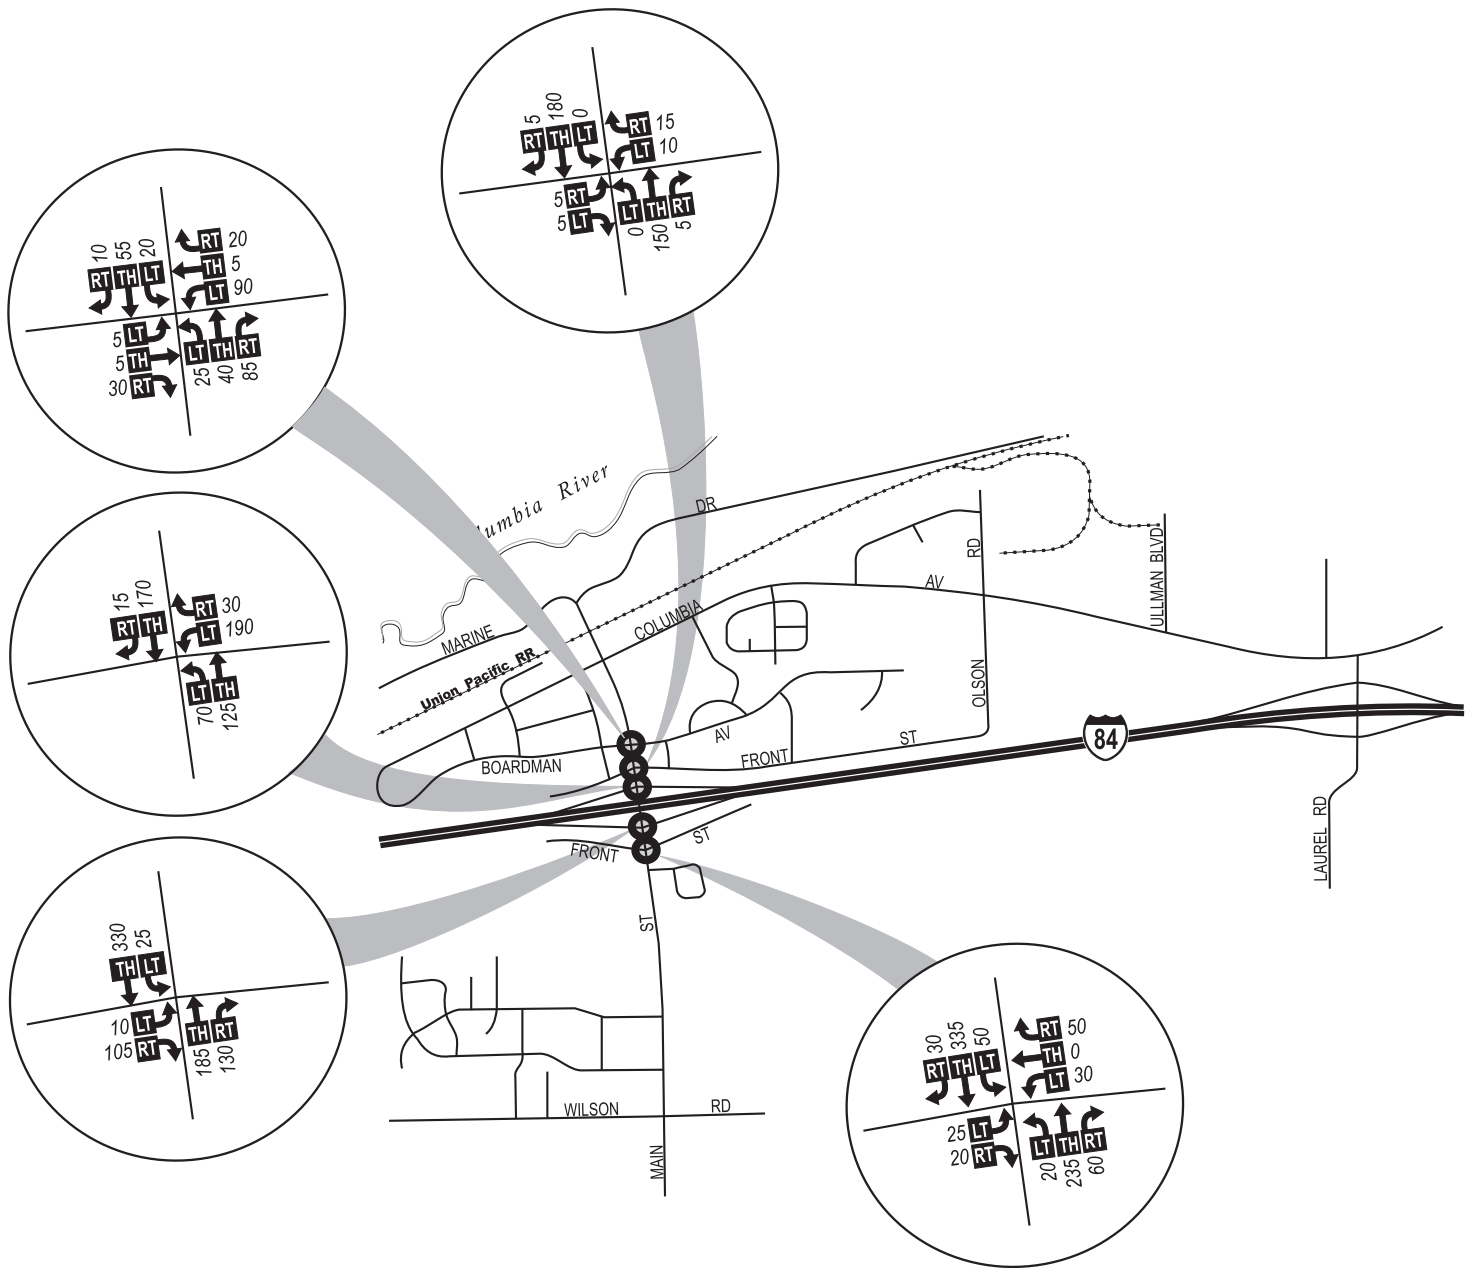 5 180 0
RT TH LT
RT 15
LT 10
5 RT
5 LT
LT TH RT
0 150 5
10 55 20
RT TH LT
RT 20
TH 5
LT 90
5 LT
5 TH
30 RT
LT TH RT
25 40 85
15 170
RT TH
RT 30
LT 190
LT TH
70 125
330 25
TH LT
10 LT
105 RT
TH RT
185 130
30 335 50
RT TH LT
RT 50
TH 0
LT 30
25 LT
20 RT
LT TH RT
20 235 60
lumbia River
DR
MARINE
Union Pacific RR
COLUMBIA
AV
RD
OLSON
ULLMAN BLVD
BOARDMAN
AV
FRONT
ST
84
LAUREL RD
FRONT
ST
ST
WILSON
RD
MAIN